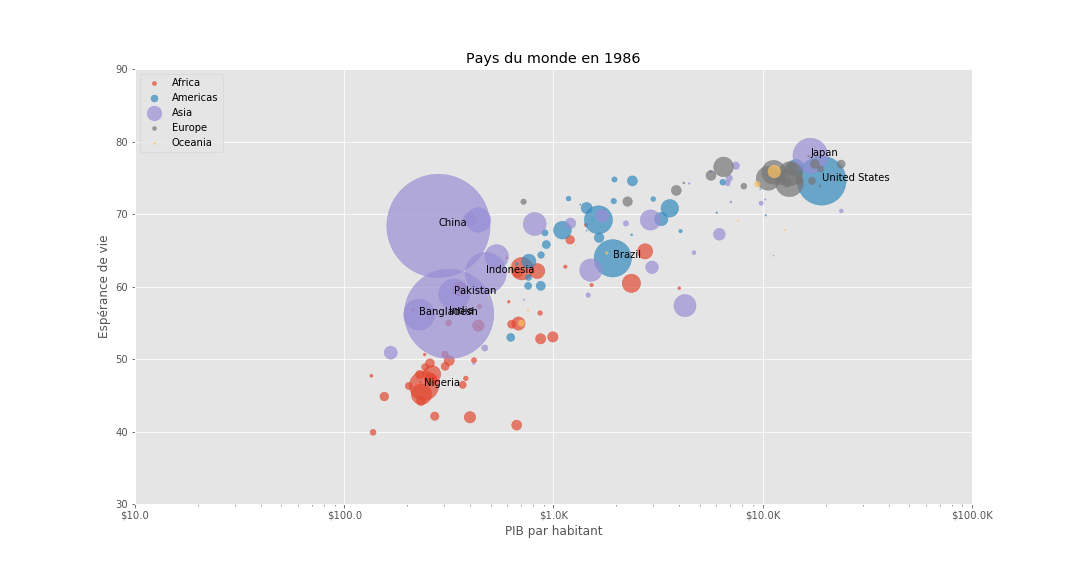 Pays du monde en 1986
90
80
70
60
50
40
30
Espérance de vie
Africa
Americas
Asia
Europe
Oceania
Japan
United States
China
Brazil
Indonesia
Pakistan
Bangladesh
India
Nigeria
$10.0
$100.0
$1.0K
$10.0K
$100.0K
PIB par habitant